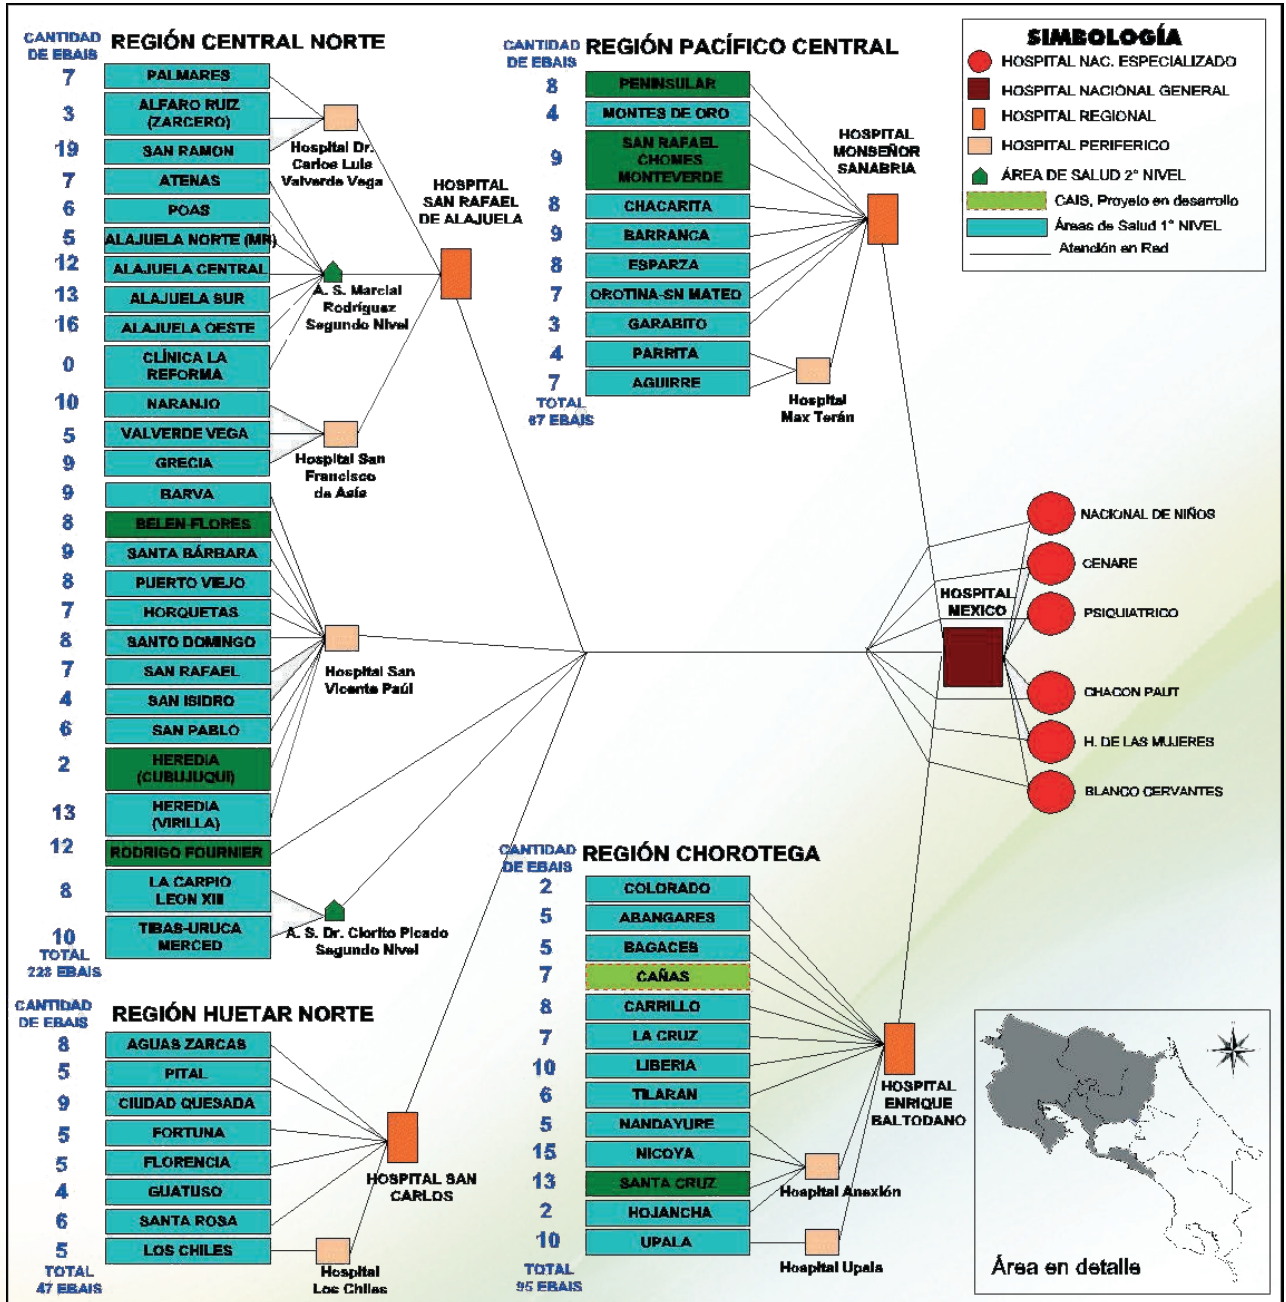 CANTIDAD
DE EBAIS
REGIÓN CENTRAL NORTE
7
PALMARES
3
ALFARO RUIZ
(ZARCERO)
19
SAN RAMON
7
ATENAS
6
POAS
5
ALAJUELA NORTE (MR)
12
ALAJUELA CENTRAL
13
ALAJUELA SUR
16
ALAJUELA OESTE
0
CLÍNICA LA
REFORMA
10
NARANJO
5
VALVERDE VEGA
9
GRECIA
9
BARVA
8
BELEN-FLORES
9
SANTA BÁRBARA
8
PUERTO VIEJO
7
HORQUETAS
8
SANTO DOMINGO
7
SAN RAFAEL
4
SAN ISIDRO
6
SAN PABLO
2
HEREDIA
(CUBUJUQUI)
13
HEREDIA
(VIRILLA)
12
RODRIGO FOURNIER
8
LA CARPIO
LEON XIII
10
TIBAS-URUCA
MERCED
TOTAL
228 EBAIS
Hospital Dr.
Carlos Luis
Valverde Vega
HOSPITAL
SAN RAFAEL
DE ALAJUELA
A. S. Marcial
Rodríguez
Segundo Nivel
Hospital San
Francisco
de Asís
Hospital San
Vicente Paúl
A. S. Dr. Clorito Picado
Segundo Nivel
CANTIDAD
DE EBAIS
REGIÓN HUETAR NORTE
8
AGUAS ZARCAS
5
PITAL
9
CIUDAD QUESADA
5
FORTUNA
5
FLORENCIA
4
GUATUSO
6
SANTA ROSA
5
LOS CHILES
TOTAL
47 EBAIS
HOSPITAL SAN
CARLOS
Hospital
Los Chiles
CANTIDAD
DE EBAIS
REGIÓN PACÍFICO CENTRAL
8
PENINSULAR
4
MONTES DE ORO
9
SAN RAFAEL
CHOMES
MONTEVERDE
8
CHACARITA
9
BARRANCA
8
ESPARZA
7
OROTINA-SN MATEO
3
GARABITO
4
PARRITA
7
AGUIRRE
TOTAL
67 EBAIS
HOSPITAL
MONSEÑOR
SANABRIA
Hospital
Max Terán
SIMBOLOGÍA
HOSPITAL NAC. ESPECIALIZADO
HOSPITAL NACIONAL GENERAL
HOSPITAL REGIONAL
HOSPITAL PERIFERICO
ÁREA DE SALUD 2° NIVEL
CAIS, Proyeto en desarrollo
Áreas de Salud 1° NIVEL
Atención en Red
HOSPITAL
MEXICO
NACIONAL DE NIÑOS
CENARE
PSIQUIATRICO
CHACON PAUT
H. DE LAS MUJERES
BLANCO CERVANTES
CANTIDAD
DE EBAIS
REGIÓN CHOROTEGA
2
COLORADO
5
ABANGARES
5
BAGACES
7
CAÑAS
8
CARRILLO
7
LA CRUZ
10
LIBERIA
6
TILARAN
5
NANDAYURE
15
NICOYA
13
SANTA CRUZ
2
HOJANCHA
10
UPALA
TOTAL
95 EBAIS
HOSPITAL
ENRIQUE
BALTODANO
Hospital Anexión
Hospital Upala
Área en detalle